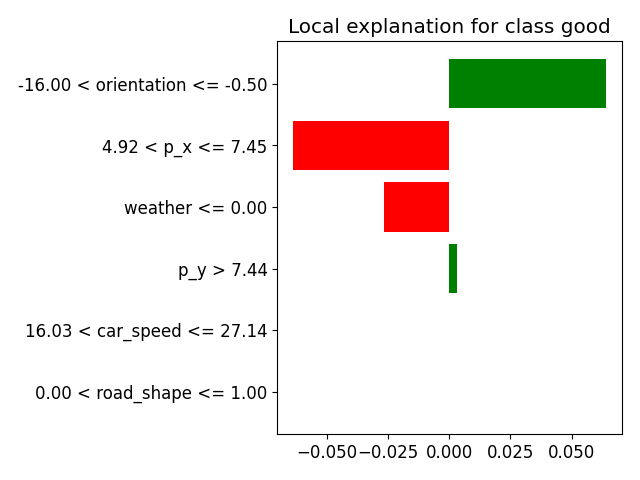 Local explanation for class good
-16.00 < orientation <= -0.50
4.92 < p_x <= 7.45
weather <= 0.00
p_y > 7.44
16.03 < car_speed <= 27.14
0.00 < road_shape <= 1.00
−0.050 −0.025 0.000 0.025 0.050